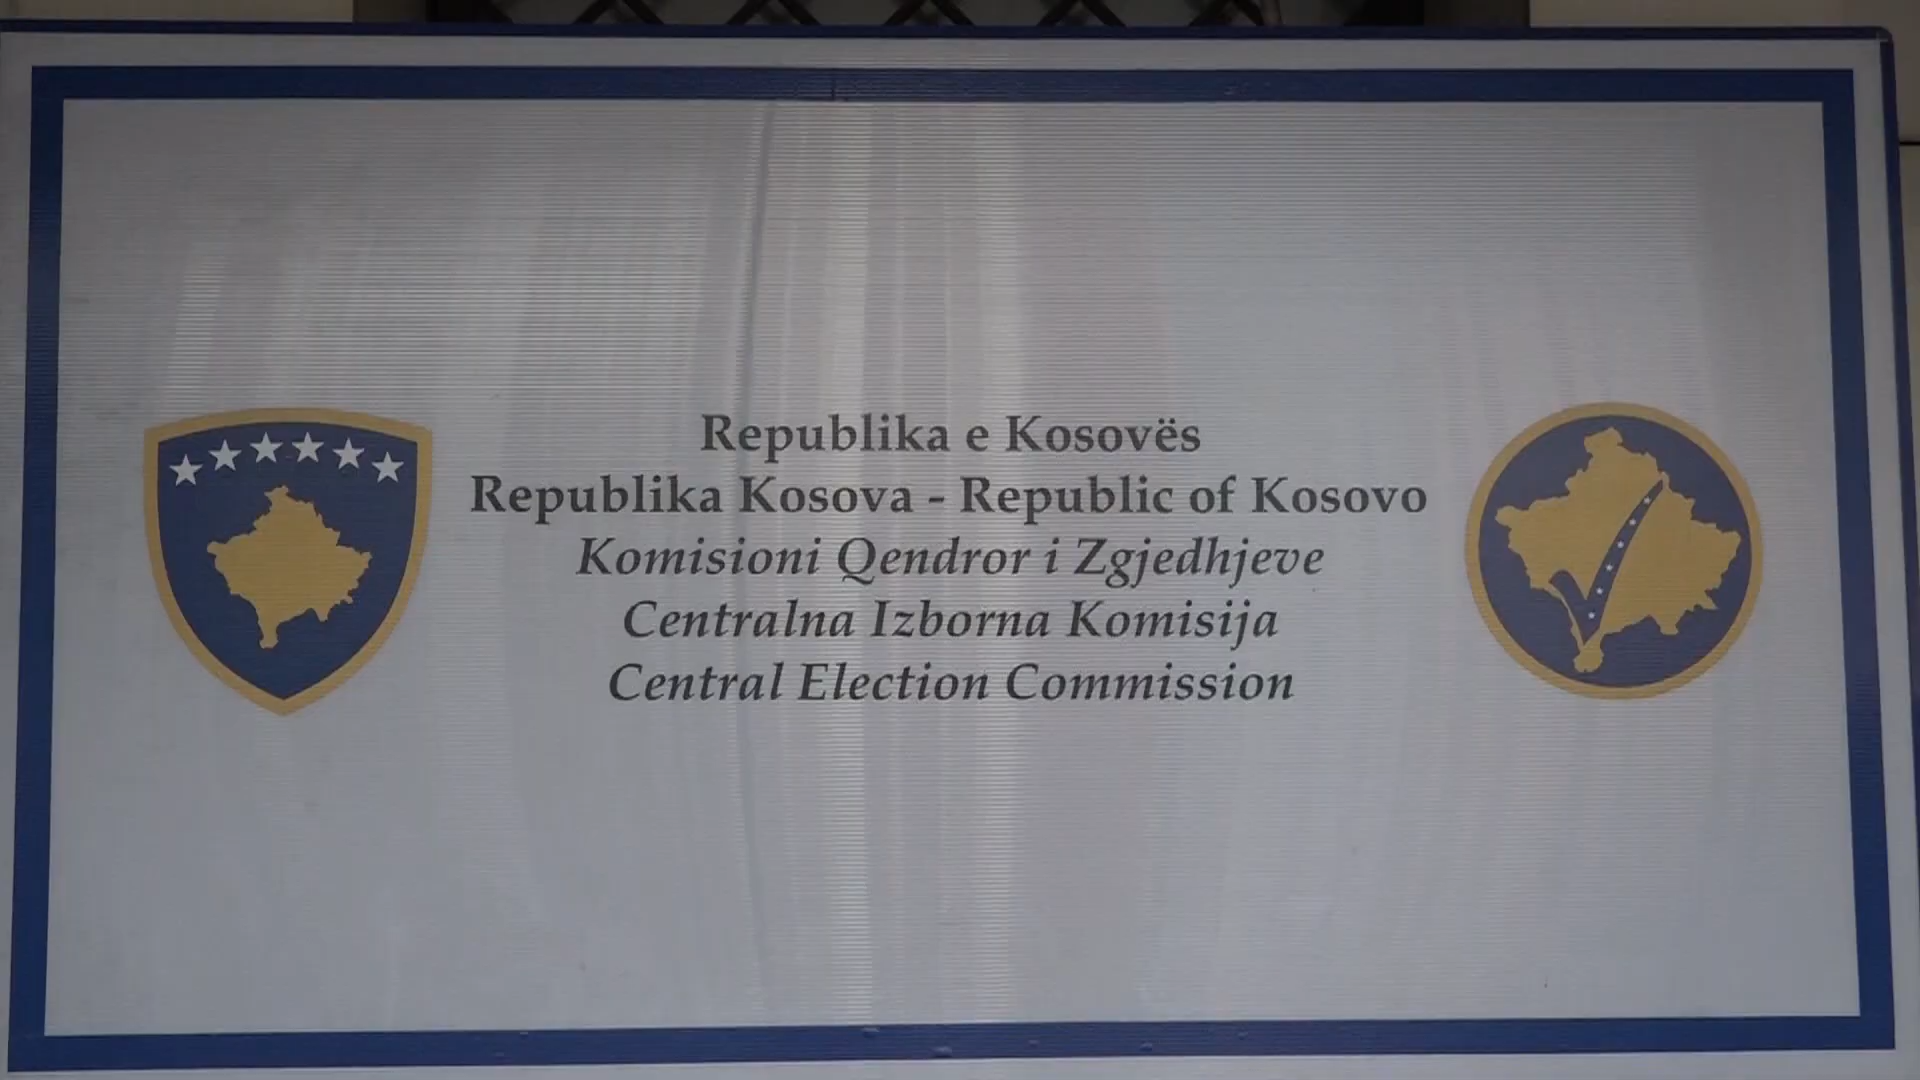 Republika e Kosovës
Republika Kosova - Republic of Kosovo
Komisioni Qendror i Zgjedhjeve
Centralna Izborna Komisija
Central Election Commission